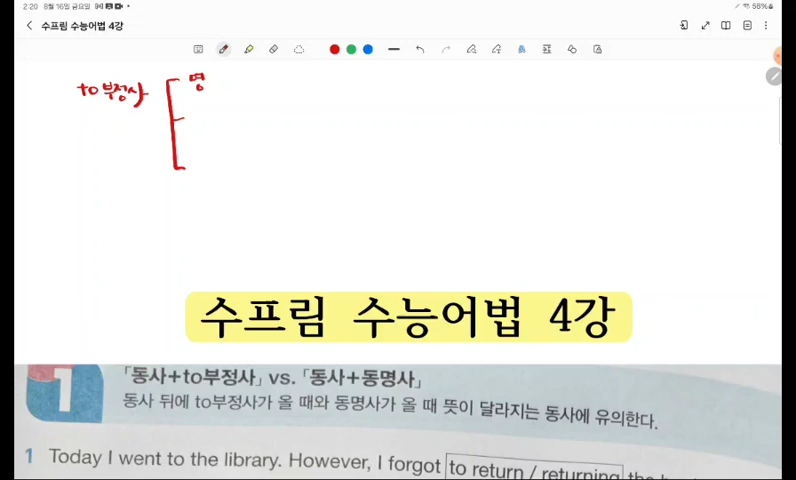 2:20 8월 16일 금요일
58%
수프림 수능어법 4강
to 부정사
명
수프림 수능어법 4강
1
「동사+to부정사」 vs. 「동사+동명사」
동사 뒤에 to부정사가 올 때와 동명사가 올 때 뜻이 달라지는 동사에 유의한다.
1 Today I went to the library. However, I forgot to return / returning the